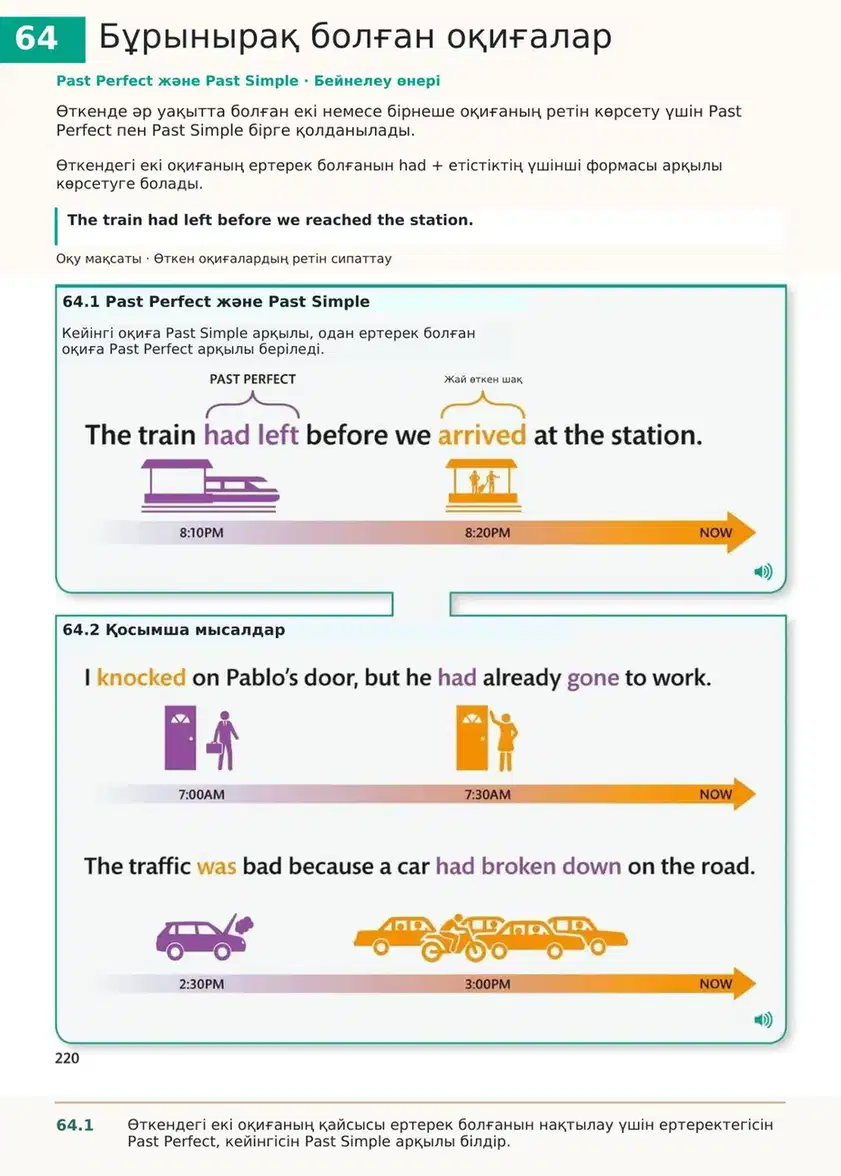 64
Бұрынырақ болған оқиғалар
Past Perfect және Past Simple · Бейнелеу өнері
Өткенде әр уақытта болған екі немесе бірнеше оқиғаның ретін көрсету үшін Past
Perfect пен Past Simple бірге қолданылады.
Өткендегі екі оқиғаның ертерек болғанын had + етістіктің үшінші формасы арқылы
көрсетуге болады.
The train had left before we reached the station.
Оқу мақсаты · Өткен оқиғалардың ретін сипаттау
64.1 Past Perfect және Past Simple
Кейінгі оқиға Past Simple арқылы, одан ертерек болған
оқиға Past Perfect арқылы беріледі.
PAST PERFECT
Жай өткен шақ
The train had left before we arrived at the station.
8:10PM
8:20PM
NOW
64.2 Қосымша мысалдар
I knocked on Pablo’s door, but he had already gone to work.
7:00AM
7:30AM
NOW
The traffic was bad because a car had broken down on the road.
2:30PM
3:00PM
NOW
220
64.1
Өткендегі екі оқиғаның қайсысы ертерек болғанын нақтылау үшін ертеректегісін
Past Perfect, кейінгісін Past Simple арқылы білдір.